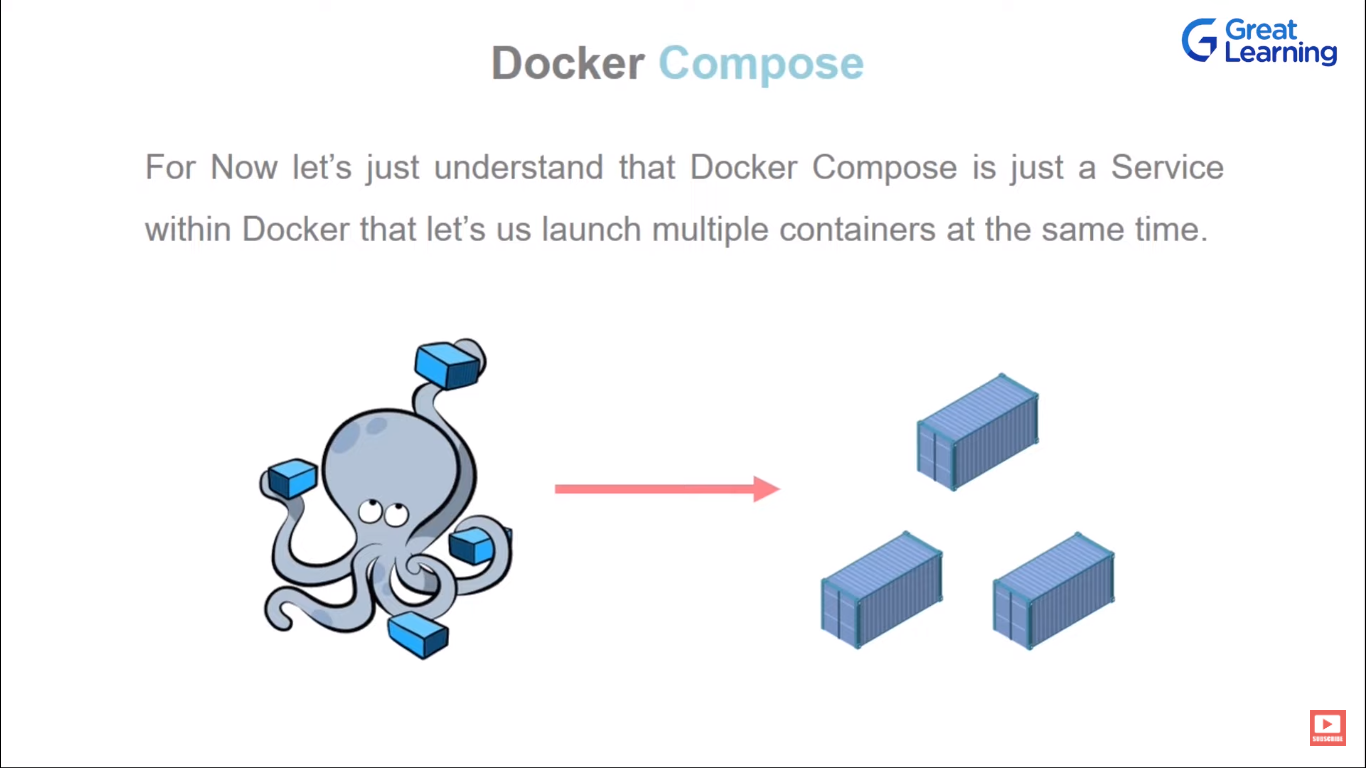 Great
Learning
Docker Compose
For Now let’s just understand that Docker Compose is just a Service
within Docker that let’s us launch multiple containers at the same time.
SUBSCRIBE